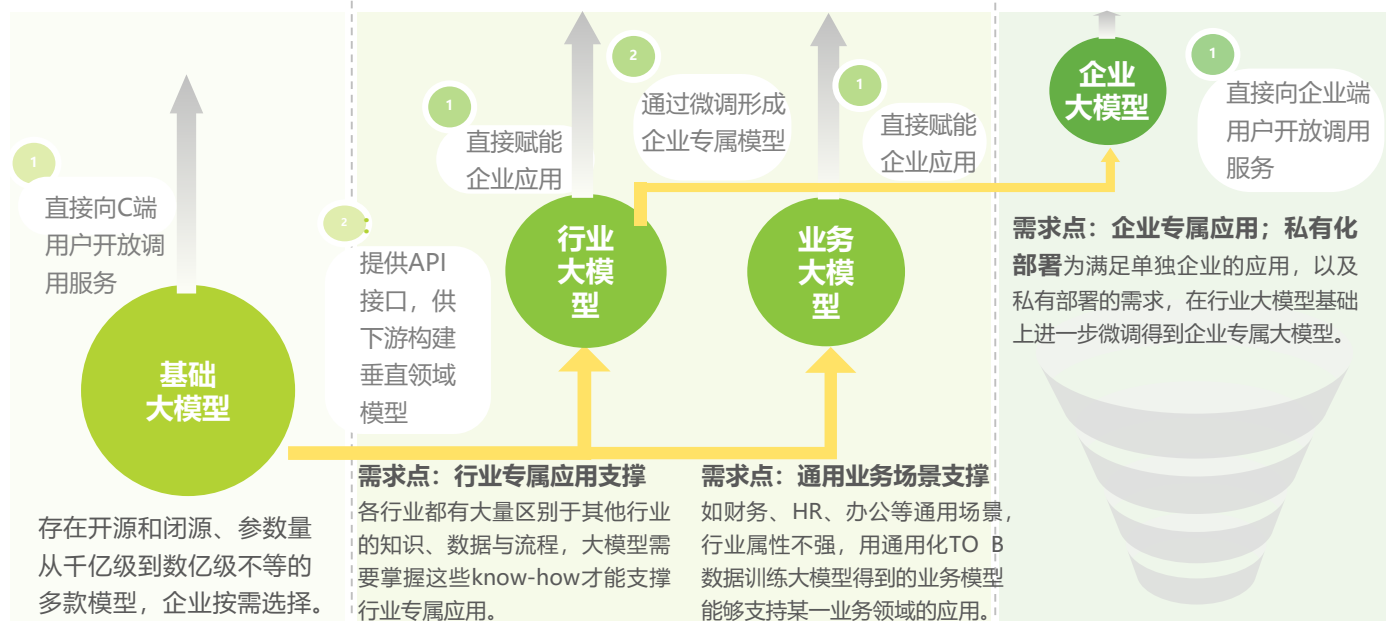 1
直接向C端
用户开放调
用服务
基础
大模型
存在开源和闭源、参数量
从千亿级到数亿级不等的
多款模型，企业按需选择。
2
：
提供API
接口，供
下游构建
垂直领域
模型
1
直接赋能
企业应用
2
通过微调形成
企业专属模型
行业
大模
型
需求点：行业专属应用支撑
各行业都有大量区别于其他行业
的知识、数据与流程，大模型需
要掌握这些know-how才能支撑
行业专属应用。
1
直接赋能
企业应用
业务
大模
型
需求点：通用业务场景支撑
如财务、HR、办公等通用场景，
行业属性不强，用通用化TO B
数据训练大模型得到的业务模型
能够支持某一业务领域的应用。
企业
大模型
1
直接向企业端
用户开放调用
服务
需求点：企业专属应用；私有化
部署为满足单独企业的应用，以及
私有部署的需求，在行业大模型基础
上进一步微调得到企业专属大模型。